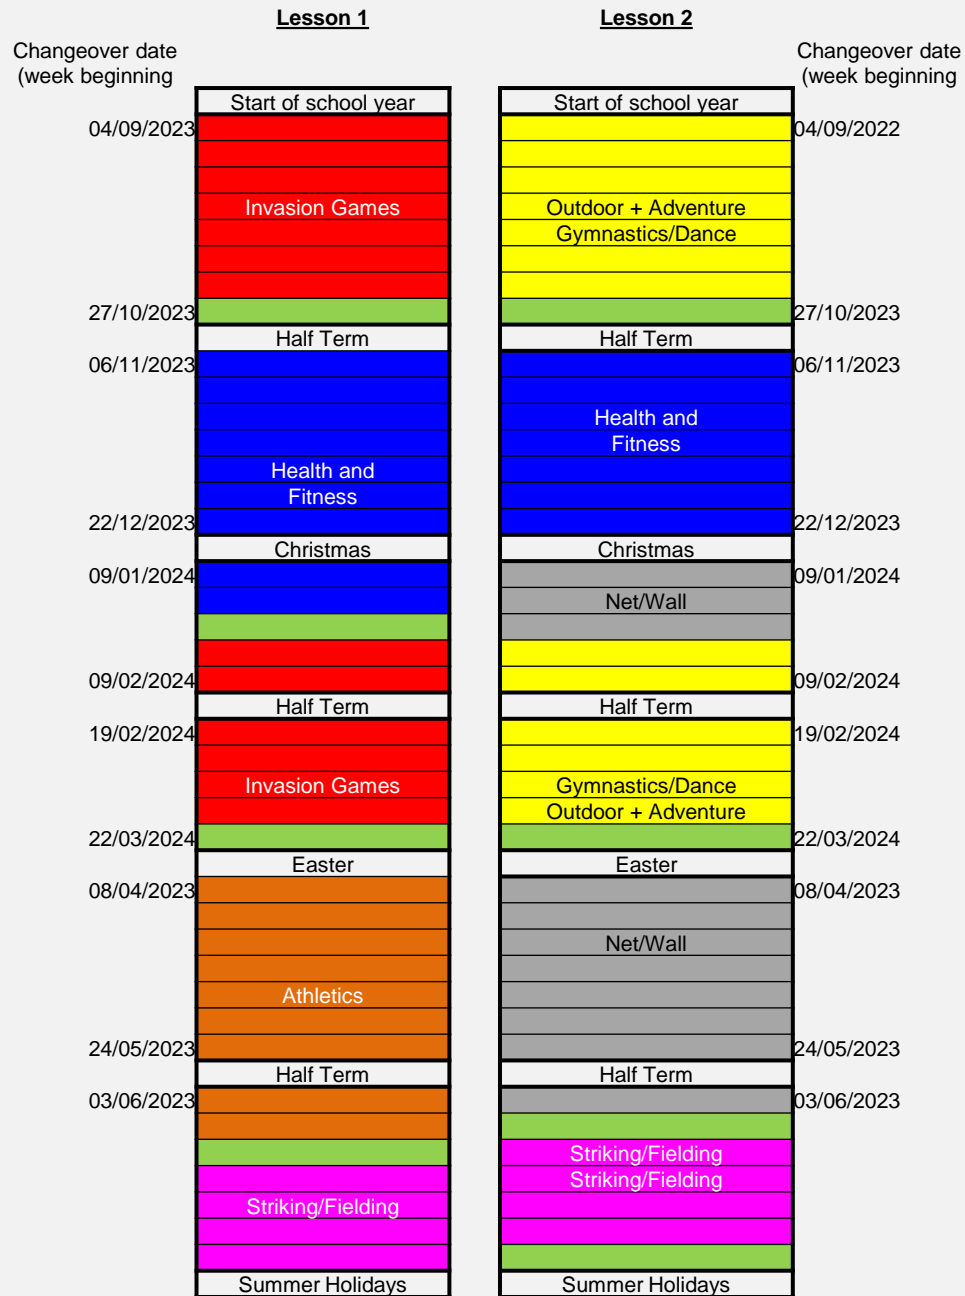 Lesson 1 Lesson 2
Changeover date Changeover date
(week beginning (week beginning
Start of school year Start of school year
04/09/2023 04/09/2022
Invasion Games Outdoor + Adventure
Gymnastics/Dance
27/10/2023 27/10/2023
Half Term Half Term
06/11/2023 06/11/2023
Health and
Fitness
Health and
Fitness
22/12/2023 22/12/2023
Christmas Christmas
09/01/2024 09/01/2024
Net/Wall
09/02/2024 09/02/2024
Half Term Half Term
19/02/2024 19/02/2024
Invasion Games Gymnastics/Dance
Outdoor + Adventure
22/03/2024 22/03/2024
Easter Easter
08/04/2023 08/04/2023
Net/Wall
Athletics
24/05/2023 24/05/2023
Half Term Half Term
03/06/2023 03/06/2023
Striking/Fielding
Striking/Fielding
Striking/Fielding
Summer Holidays Summer Holidays